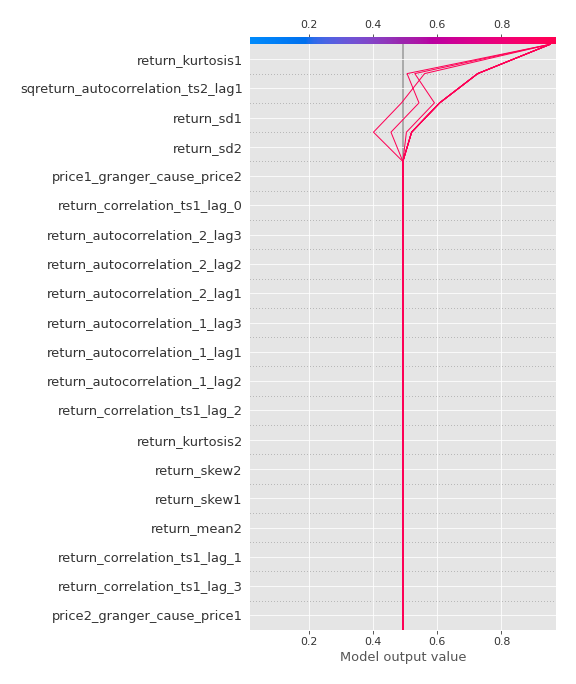 0.2 0.4 0.6 0.8
return_kurtosis1
sqreturn_autocorrelation_ts2_lag1
return_sd1
return_sd2
price1_granger_cause_price2
return_correlation_ts1_lag_0
return_autocorrelation_2_lag3
return_autocorrelation_2_lag2
return_autocorrelation_2_lag1
return_autocorrelation_1_lag3
return_autocorrelation_1_lag1
return_autocorrelation_1_lag2
return_correlation_ts1_lag_2
return_kurtosis2
return_skew2
return_skew1
return_mean2
return_correlation_ts1_lag_1
return_correlation_ts1_lag_3
price2_granger_cause_price1
0.2 0.4 0.6 0.8
Model output value